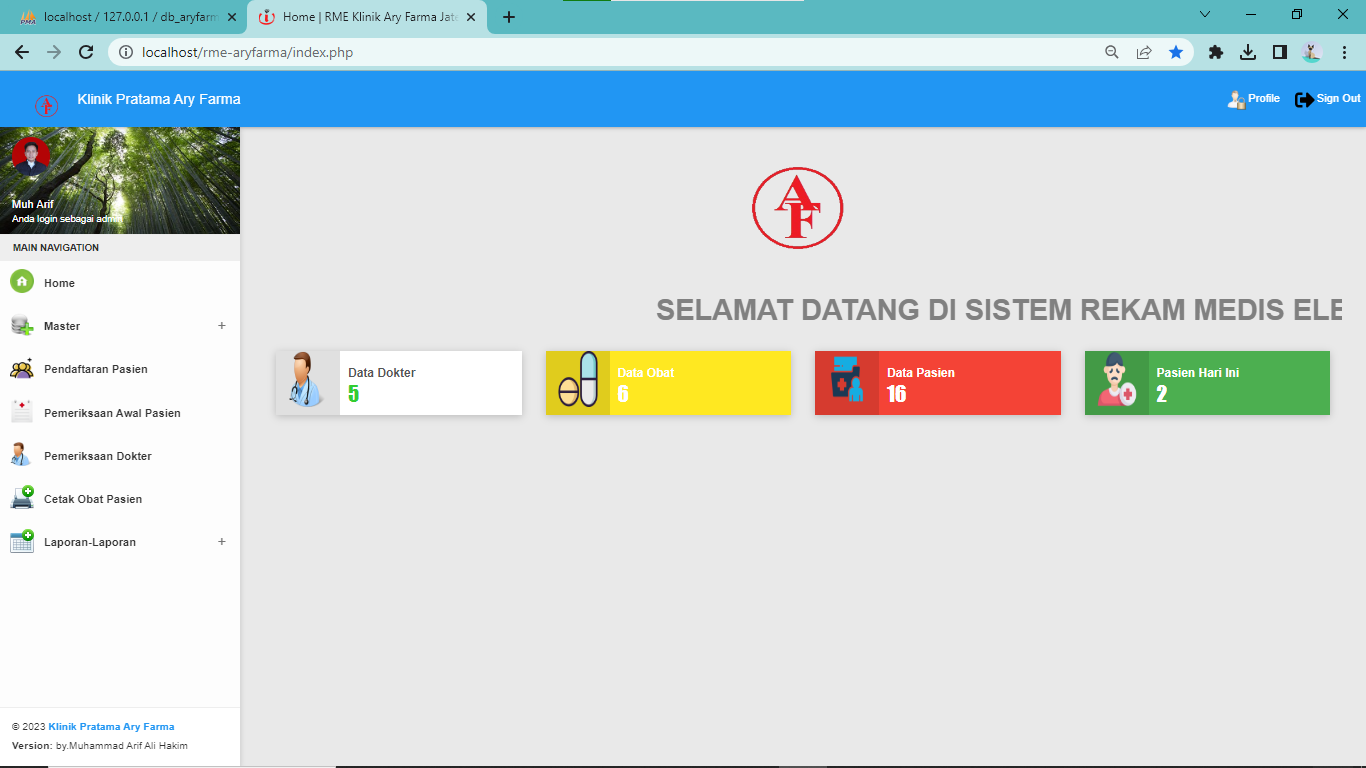 localhost / 127.0.0.1 / db_aryfarm
Home | RME Klinik Ary Farma Jate
localhost/rme-aryfarma/index.php
AF
Klinik Pratama Ary Farma
Profile
Sign Out
Muh Arif
Anda login sebagai admin
MAIN NAVIGATION
Home
Master +
Pendaftaran Pasien
Pemeriksaan Awal Pasien
Pemeriksaan Dokter
Cetak Obat Pasien
Laporan-Laporan +
© 2023 Klinik Pratama Ary Farma
Version: by.Muhammad Arif Ali Hakim
AF
SELAMAT DATANG DI SISTEM REKAM MEDIS ELE
Data Dokter
5
Data Obat
6
Data Pasien
16
Pasien Hari Ini
2